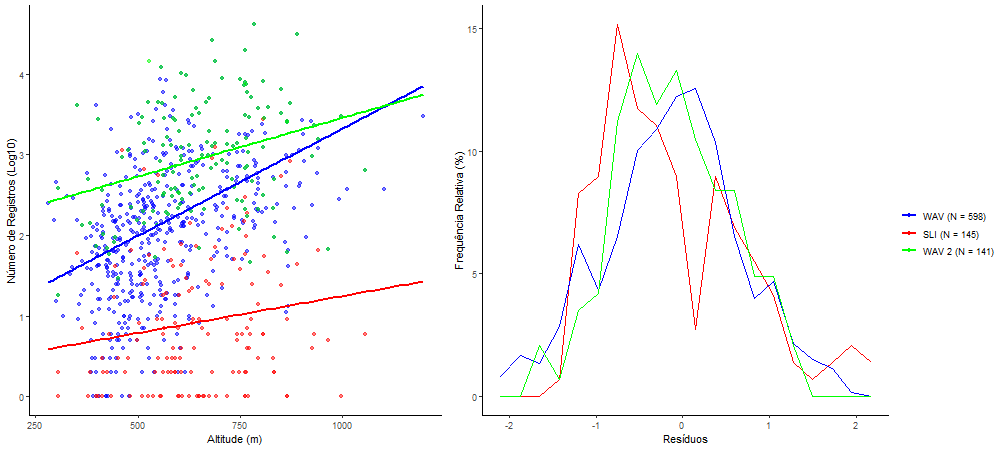 Número de Registros (Log10)
4
3
2
1
0
250
500
750
1000
Altitude (m)
Frequência Relativa (%)
15
10
5
0
-2
-1
0
1
2
Resíduos
WAV (N = 598)
SLI (N = 145)
WAV 2 (N = 141)